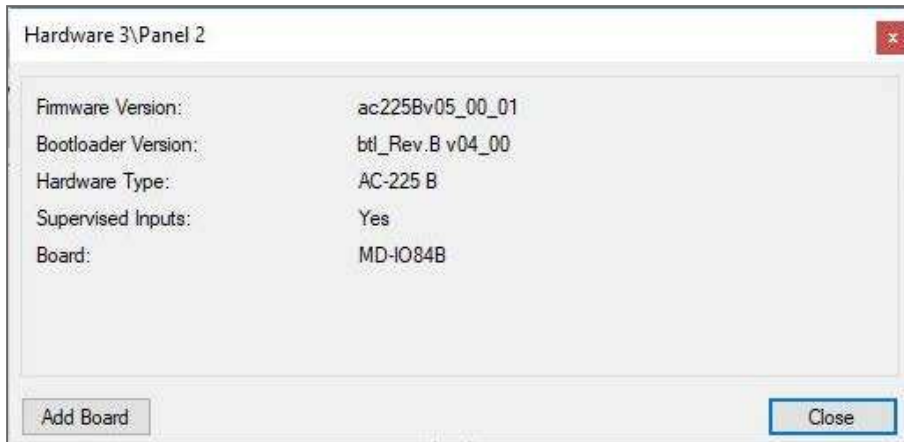 Hardware 3\Panel 2
x
Firmware Version: ac225Bv05_00_01
Bootloader Version: btl_Rev.B v04_00
Hardware Type: AC-225 B
Supervised Inputs: Yes
Board: MD-IO84B
Add Board Close